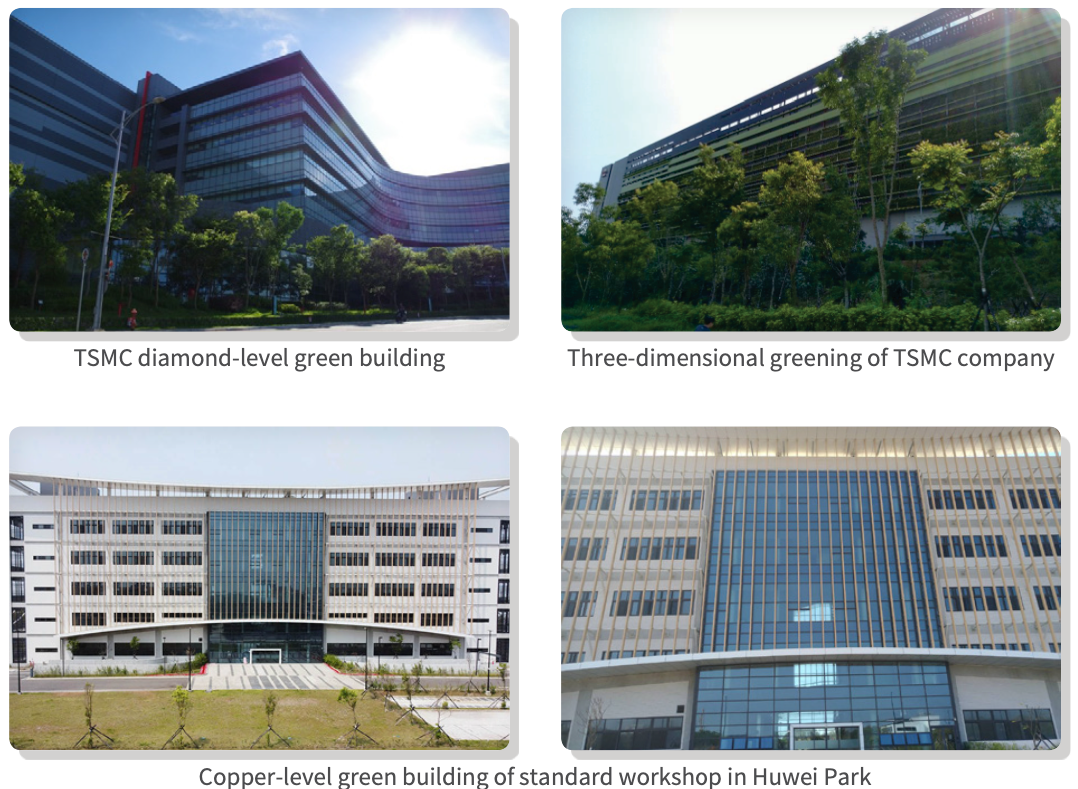 TSMC diamond-level green building
Three-dimensional greening of TSMC company
Copper-level green building of standard workshop in Huwei Park